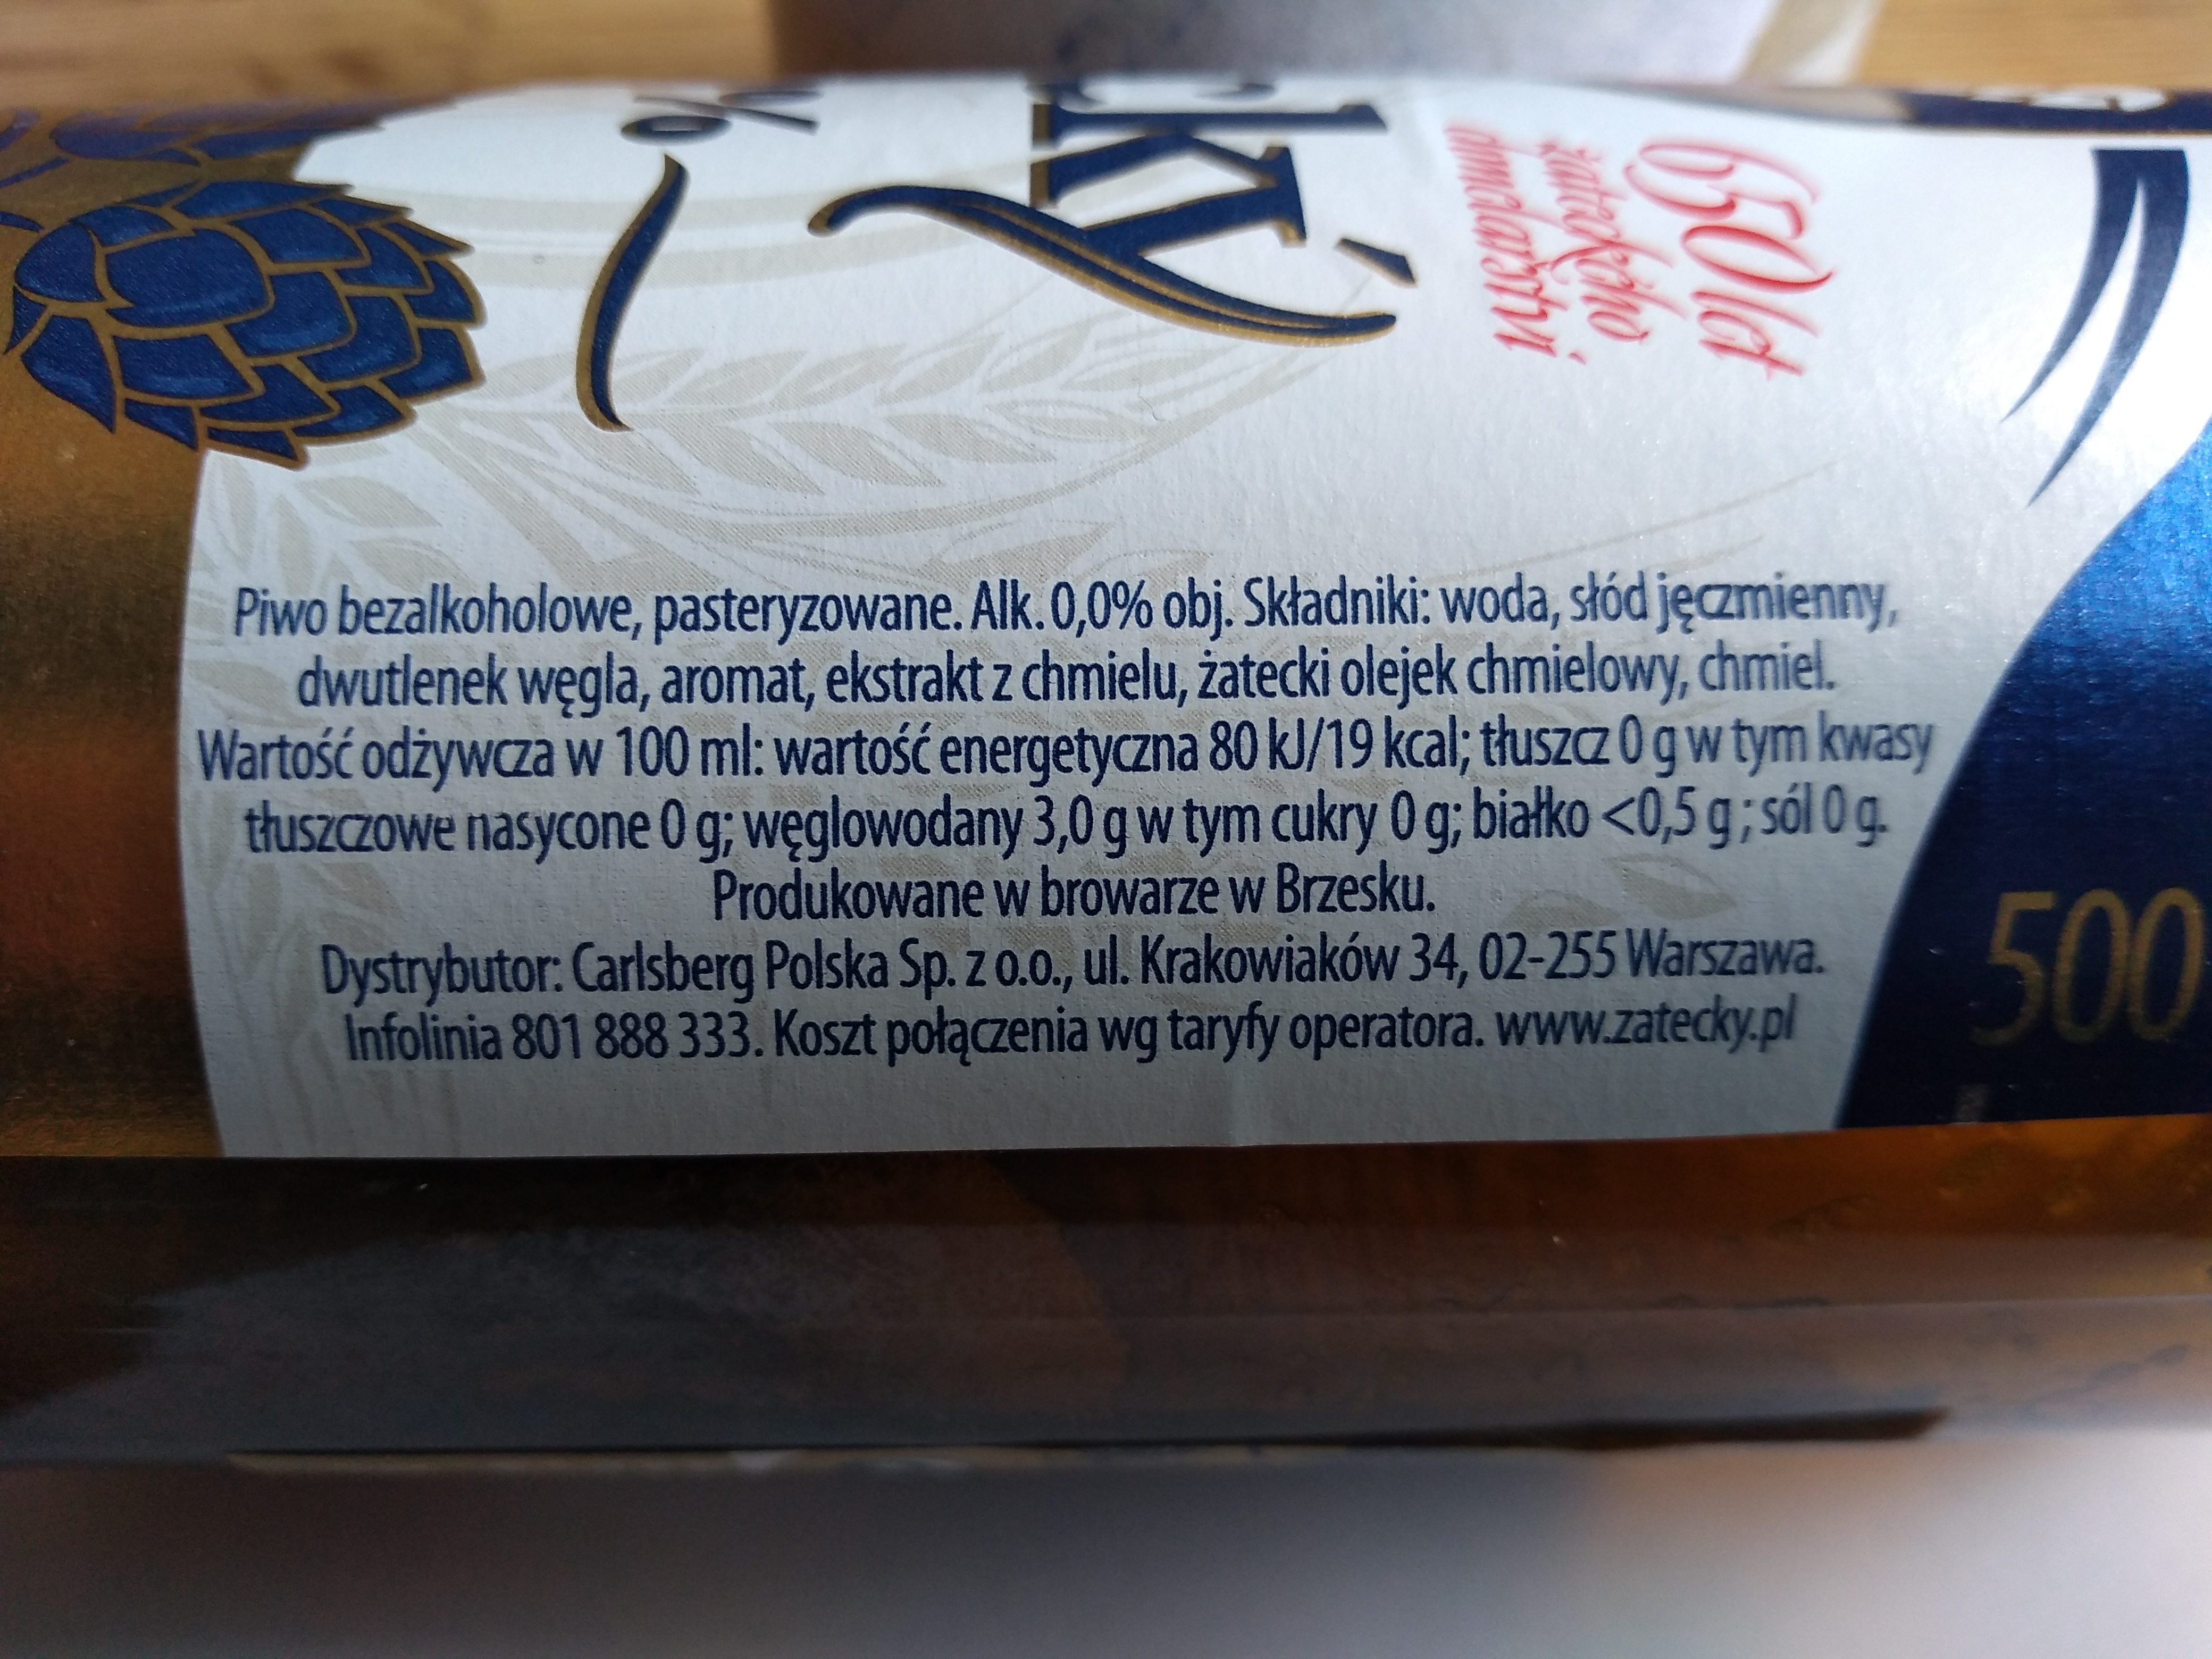 ký
%
650 let
žateckého
Piwo bezalkoholowe, pasteryzowane. Alk. 0,0% obj. Składniki: woda, słód jęczmienny,
dwutlenek węgla, aromat, ekstrakt z chmielu, żatecki olejek chmielowy, chmiel.
Wartość odżywcza w 100 ml: wartość energetyczna 80 kJ/19 kcal; tłuszcz 0 g w tym kwasy
tłuszczowe nasycone 0 g; węglowodany 3,0 g w tym cukry 0 g; białko <0,5 g ; sól 0 g.
Produkowane w browarze w Brzesku.
Dystrybutor: Carlsberg Polska Sp. z o.o., ul. Krakowiaków 34, 02-255 Warszawa.
Infolinia 801 888 333. Koszt połączenia wg taryfy operatora. www.zatecky.pl
500